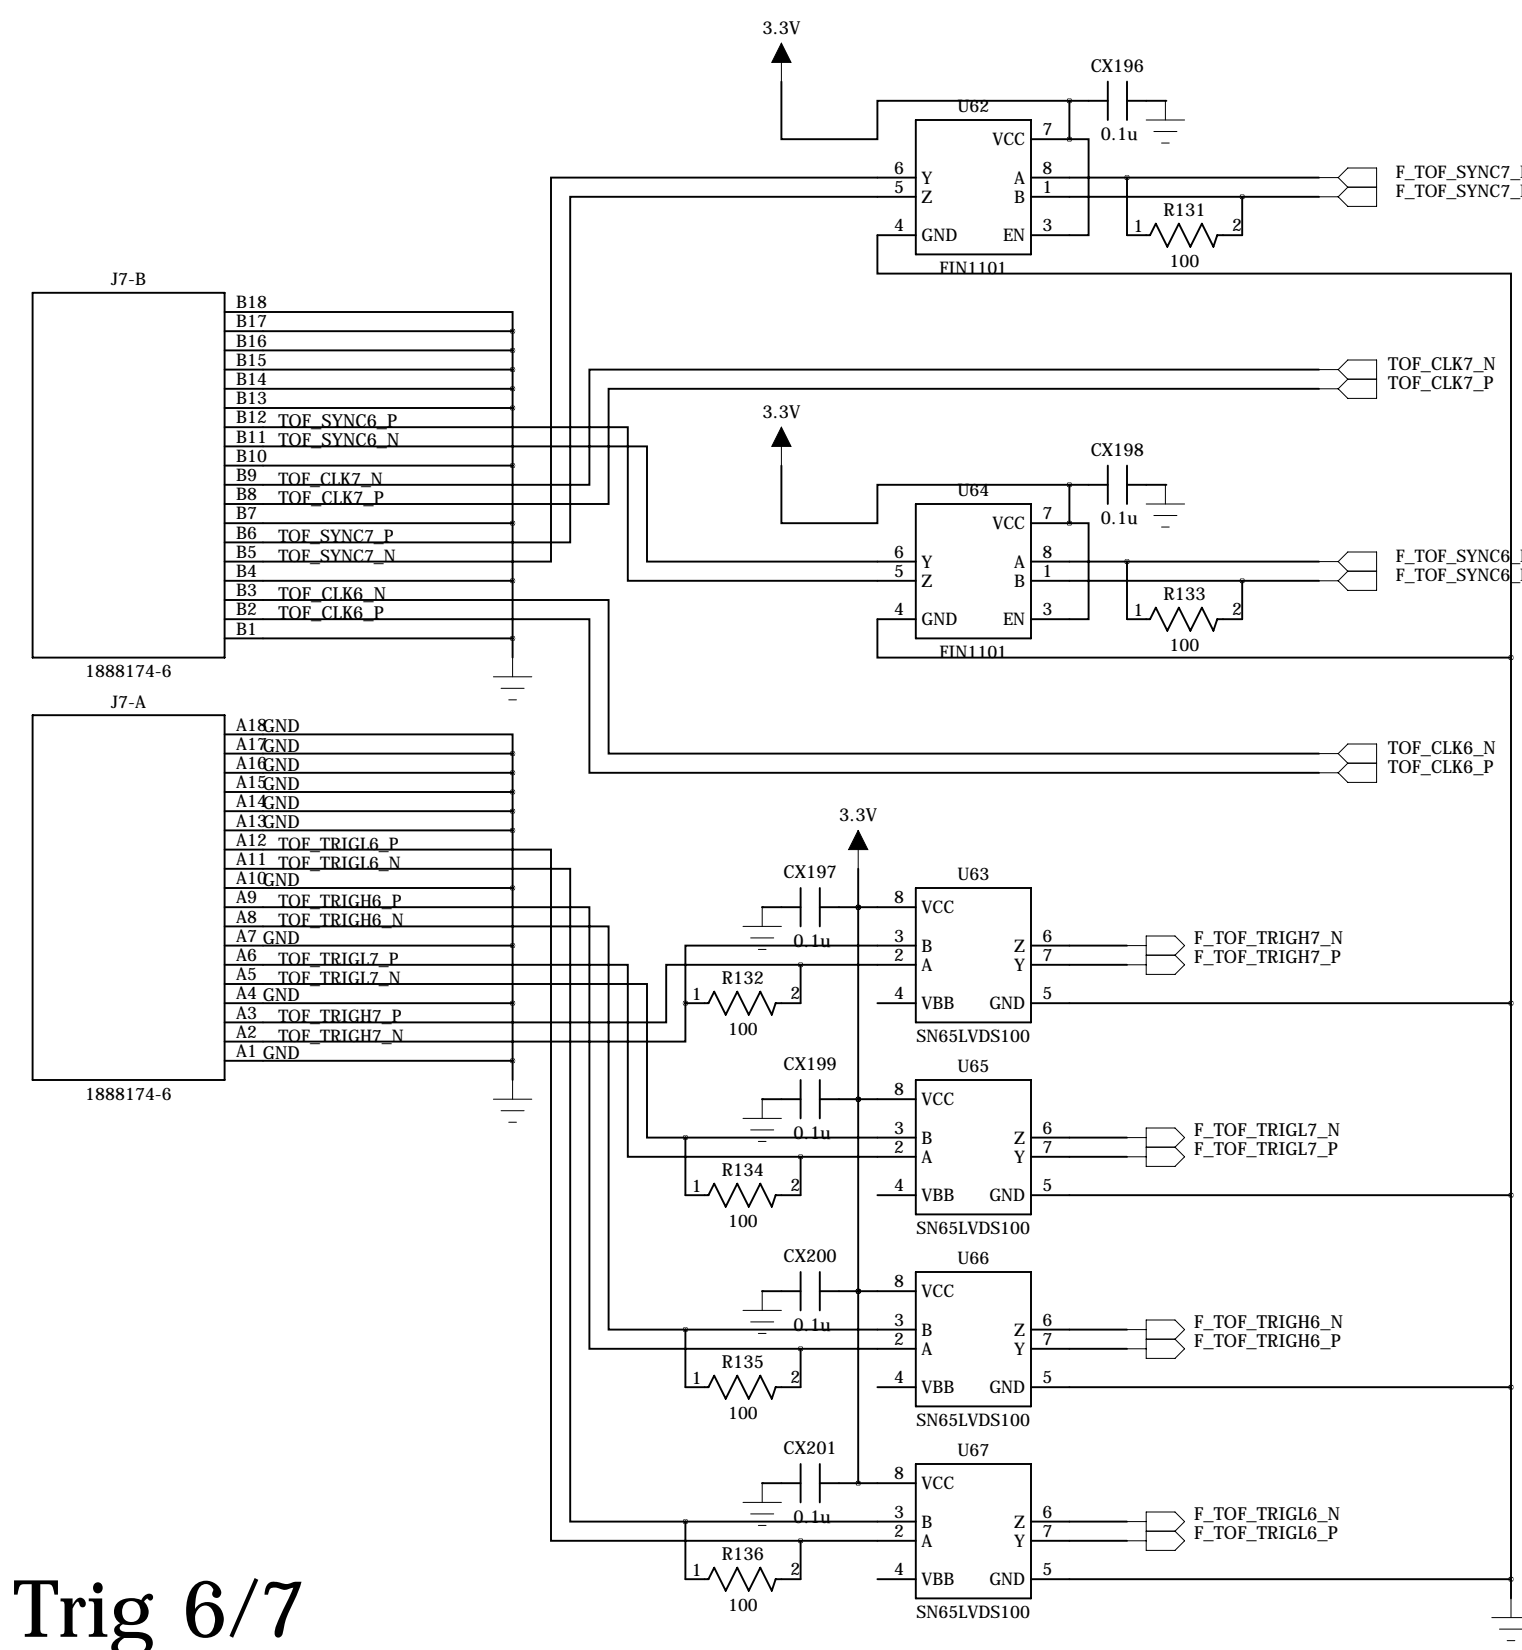 3.3V
CX196
U62
0.1u
7
VCC
6 Y A 8
5 Z B 1
F_TOF_SYNC7_
F_TOF_SYNC7_
R131
1 2
4 GND EN 3
100
FIN1101
J7-B
B18
B17
B16
B15
B14
B13
B12 TOF_SYNC6_P
B11 TOF_SYNC6_N
B10
B9 TOF_CLK7_N
B8 TOF_CLK7_P
B7
B6 TOF_SYNC7_P
B5 TOF_SYNC7_N
B4
B3 TOF_CLK6_N
B2 TOF_CLK6_P
B1
1888174-6
TOF_CLK7_N
TOF_CLK7_P
3.3V
CX198
U64
0.1u
VCC 7
6 Y A 8
5 Z B 1
F_TOF_SYNC6_
F_TOF_SYNC6_
R133
1 2
4 GND EN 3
100
FIN1101
J7-A
A18 GND
A17 GND
A16 GND
A15 GND
A14 GND
A13 GND
A12 TOF_TRIGL6_P
A11 TOF_TRIGL6_N
A10 GND
A9 TOF_TRIGH6_P
A8 TOF_TRIGH6_N
A7 GND
A6 TOF_TRIGL7_P
A5 TOF_TRIGL7_N
A4 GND
A3 TOF_TRIGH7_P
A2 TOF_TRIGH7_N
A1 GND
1888174-6
TOF_CLK6_N
TOF_CLK6_P
3.3V
CX197
U63
8 VCC
0.1u
3 B Z 6 F_TOF_TRIGH7_N
2 A Y 7 F_TOF_TRIGH7_P
R132
1 2
4 VBB GND 5
100
SN65LVDS100
CX199
U65
8 VCC
0.1u
3 B Z 6 F_TOF_TRIGL7_N
2 A Y 7 F_TOF_TRIGL7_P
R134
1 2
4 VBB GND 5
100
SN65LVDS100
CX200
U66
8 VCC
0.1u
3 B Z 6 F_TOF_TRIGH6_N
2 A Y 7 F_TOF_TRIGH6_P
R135
1 2
4 VBB GND 5
100
SN65LVDS100
CX201
U67
8 VCC
0.1u
3 B Z 6 F_TOF_TRIGL6_N
2 A Y 7 F_TOF_TRIGL6_P
R136
1 2
4 VBB GND 5
100
SN65LVDS100
Trig 6/7